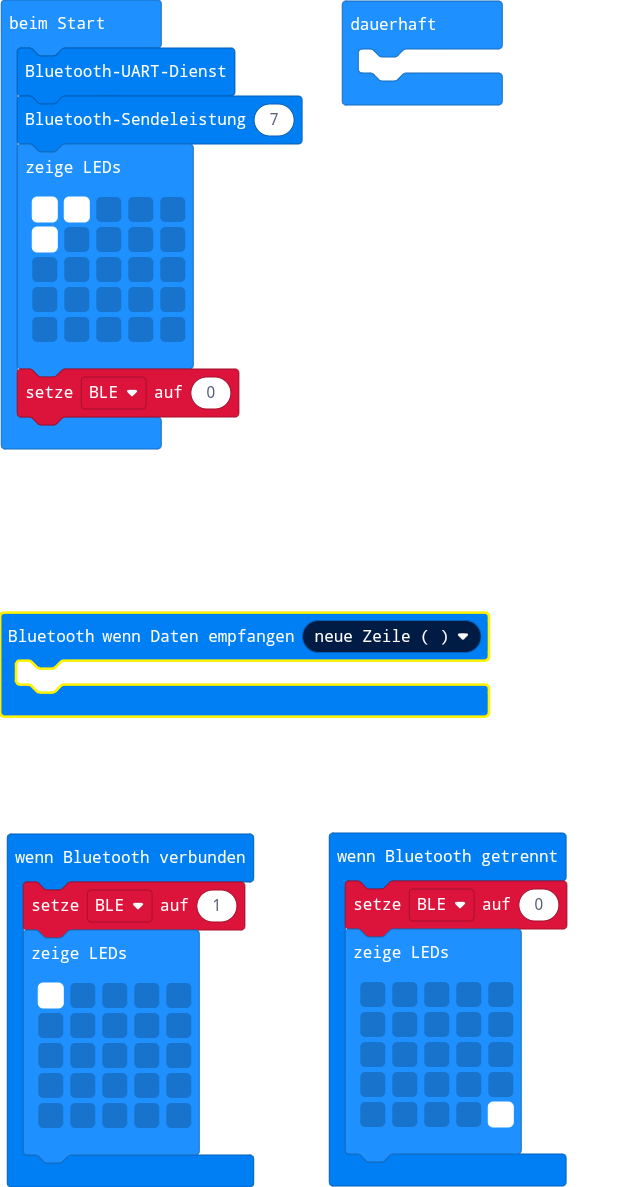 beim Start
Bluetooth-UART-Dienst
Bluetooth-Sendeleistung 7
zeige LEDs
setze BLE auf 0
dauerhaft
Bluetooth wenn Daten empfangen neue Zeile ( )
wenn Bluetooth verbunden
setze BLE auf 1
zeige LEDs
wenn Bluetooth getrennt
setze BLE auf 0
zeige LEDs